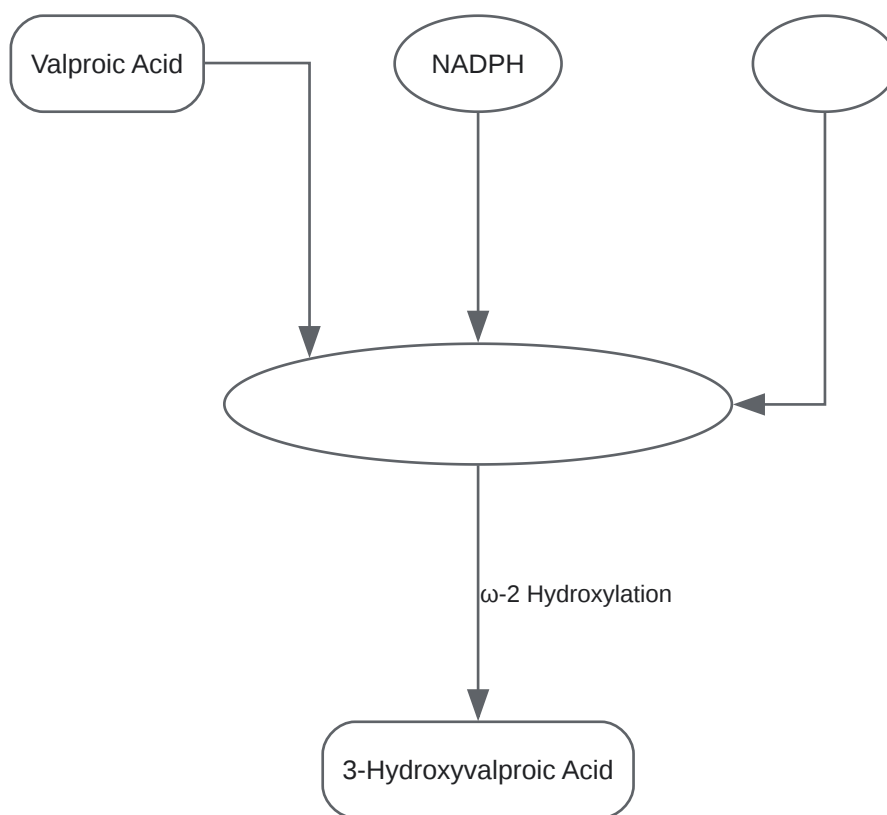 Valproic Acid
NADPH
ω-2 Hydroxylation
3-Hydroxyvalproic Acid